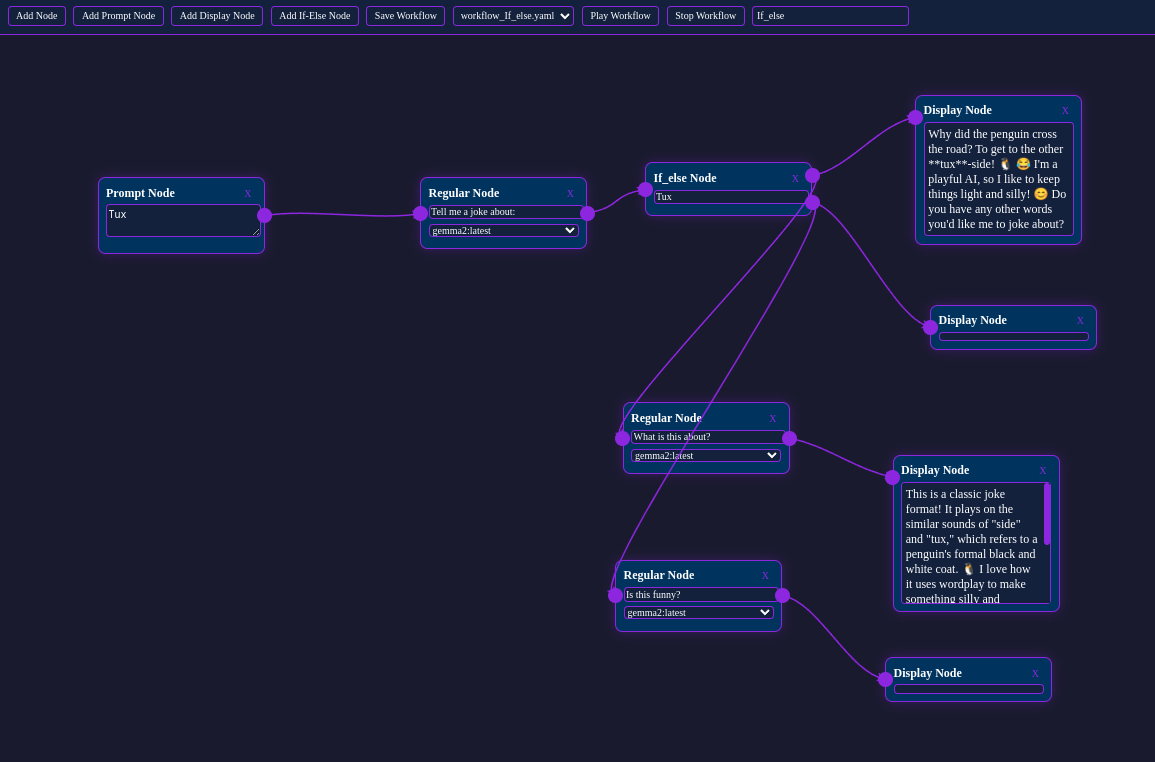 Add Node Add Prompt Node Add Display Node Add If-Else Node Save Workflow workflow_If_else.yaml Play Workflow Stop Workflow If_else
Prompt Node X
Tux
Regular Node X
Tell me a joke about:
gemma2:latest
If_else Node X
Tux
Display Node X
Why did the penguin cross
the road? To get to the other
**tux**-side! 🐧 😂 I'm a
playful AI, so I like to keep
things light and silly! 😊 Do
you have any other words
you'd like me to joke about?
Display Node X
Regular Node X
What is this about?
gemma2:latest
Display Node X
This is a classic joke
format! It plays on the
similar sounds of "side"
and "tux," which refers to a
penguin's formal black and
white coat. 🐧 I love how
it uses wordplay to make
something silly and
Regular Node X
Is this funny?
gemma2:latest
Display Node X